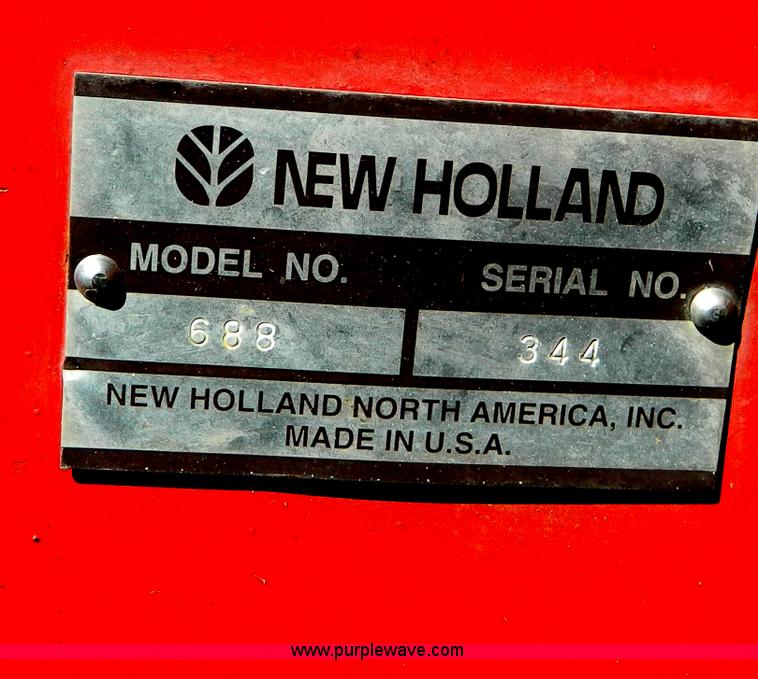 NEW HOLLAND
MODEL NO. SERIAL NO.
688 344
NEW HOLLAND NORTH AMERICA, INC.
MADE IN U.S.A.
www.purplewave.com